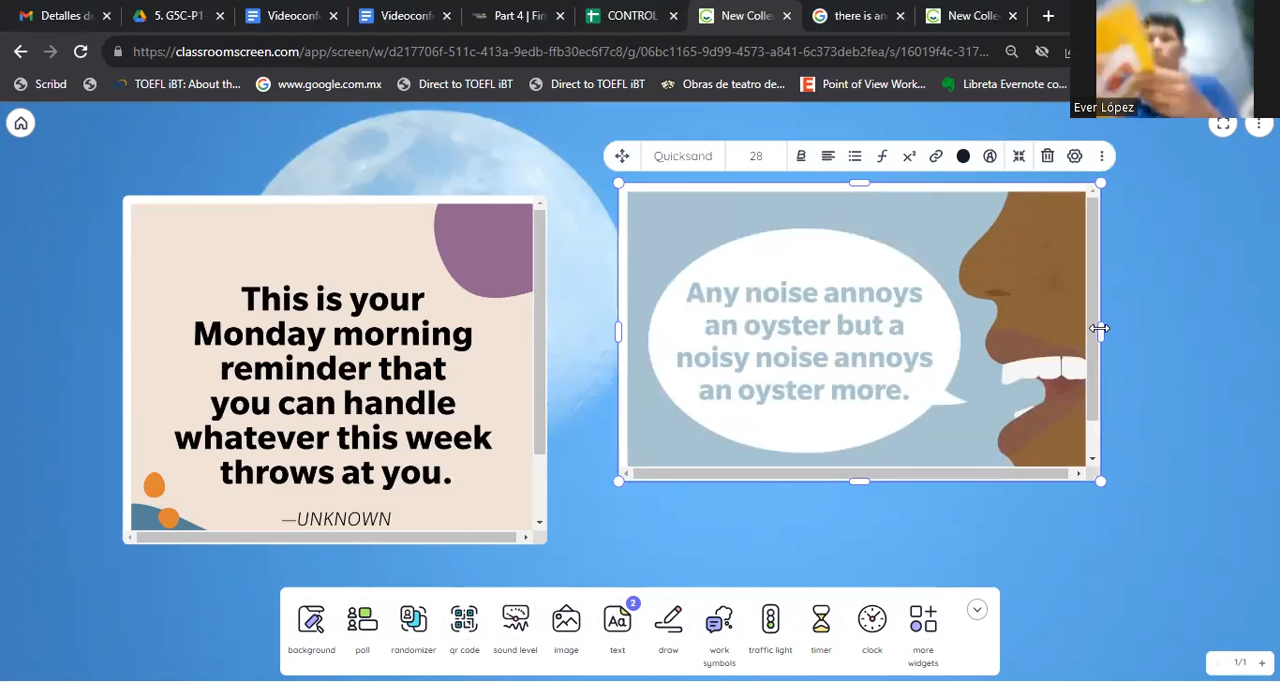 Detalles d
5. G5C-P1
Videoconf
Videoconf
Part 4 | Fin
CONTROL
New Colle
there is an
New Colle
https://classroomscreen.com/app/screen/w/d217706f-511c-413a-9edb-ffb30ec6f7c8/g/06bc1165-9d99-4573-a841-6c373deb2fea/s/16019f4c-317...
Scribd
TOEFL iBT: About th...
www.google.com.mx
Direct to TOEFL iBT
Direct to TOEFL iBT
Obras de teatro de...
Point of View Work...
Libreta Evernote co...
Ever López
Quicksand
28
This is your
Monday morning
reminder that
you can handle
whatever this week
throws at you.
—UNKNOWN
Any noise annoys
an oyster but a
noisy noise annoys
an oyster more.
2
background
poll
randomizer
qr code
sound level
image
text
draw
work
symbols
traffic light
timer
clock
more
widgets
1/1